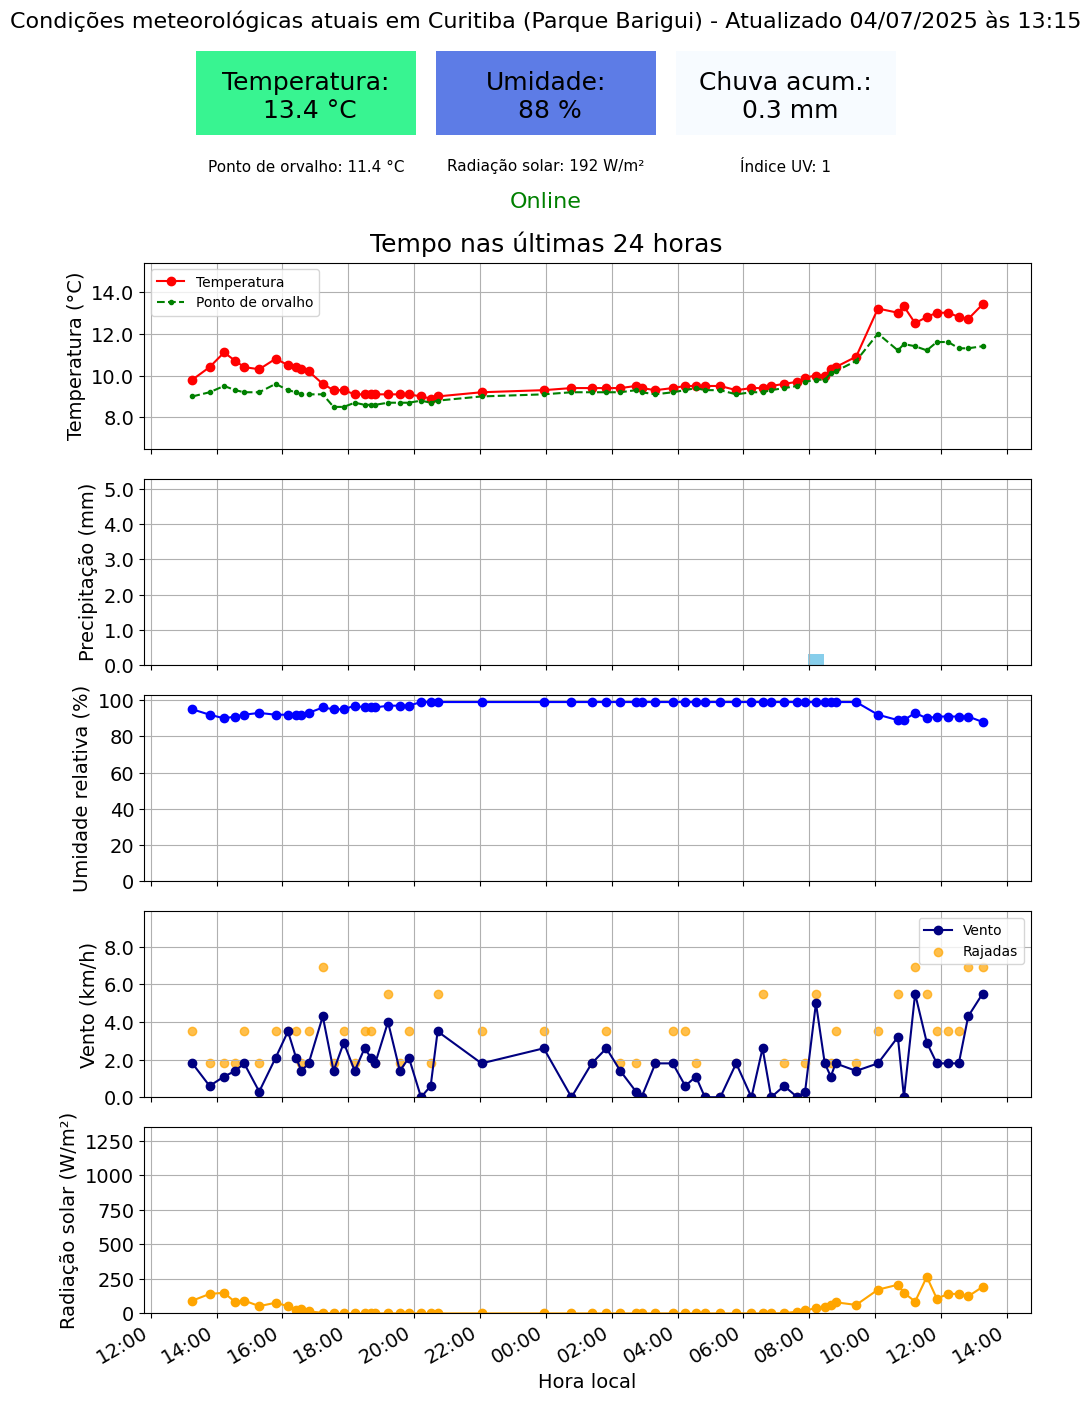 Condições meteorológicas atuais em Curitiba (Parque Barigui) - Atualizado 04/07/2025 às 13:15
Temperatura:
13.4 °C
Umidade:
88 %
Chuva acum.:
0.3 mm
Ponto de orvalho: 11.4 °C
Radiação solar: 192 W/m²
Índice UV: 1
Online
Tempo nas últimas 24 horas
Temperatura (°C)
14.0
12.0
10.0
8.0
Temperatura
Ponto de orvalho
Precipitação (mm)
5.0
4.0
3.0
2.0
1.0
0.0
Umidade relativa (%)
100
80
60
40
20
0
Vento (km/h)
8.0
6.0
4.0
2.0
0.0
Vento
Rajadas
Radiação solar (W/m²)
1250
1000
750
500
250
0
12:00
14:00
16:00
18:00
20:00
22:00
00:00
02:00
04:00
06:00
08:00
10:00
12:00
14:00
Hora local